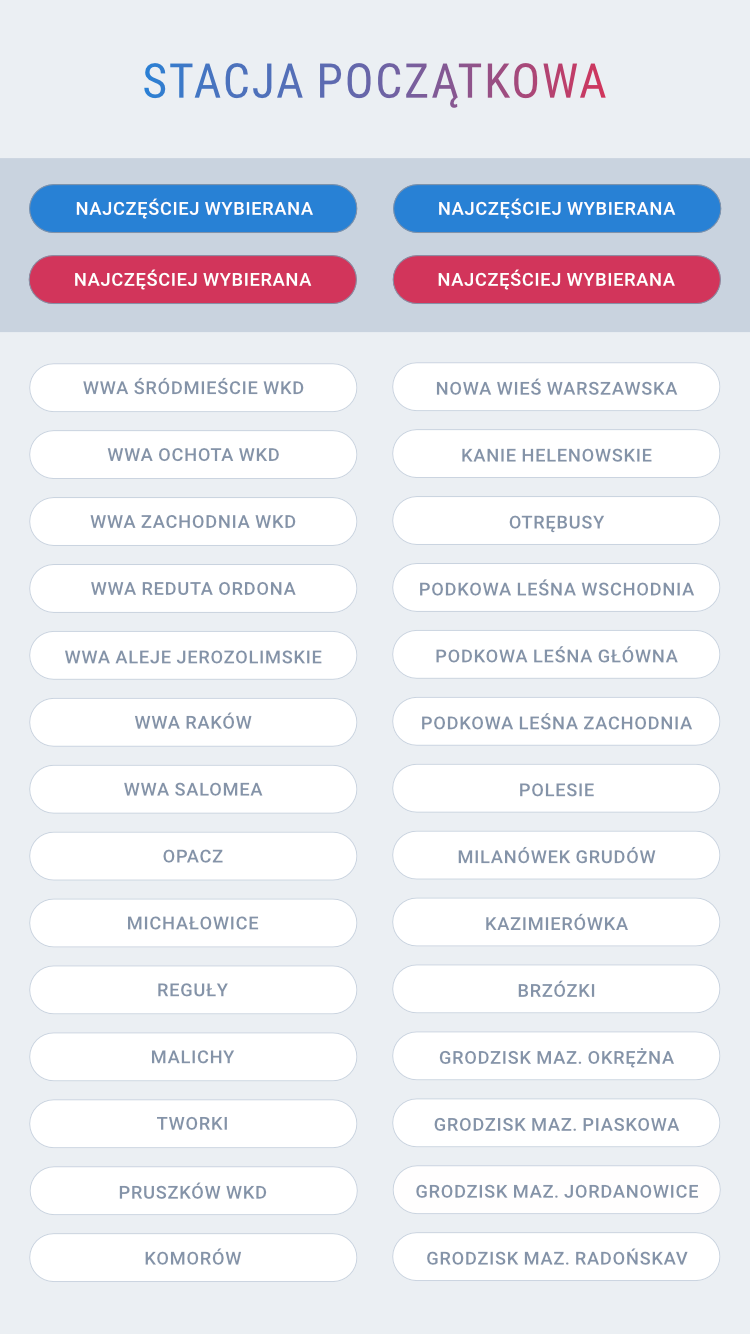 STACJA POCZĄTKOWA
NAJCZĘŚCIEJ WYBIERANA
NAJCZĘŚCIEJ WYBIERANA
NAJCZĘŚCIEJ WYBIERANA
NAJCZĘŚCIEJ WYBIERANA
WWA ŚRÓDMIEŚCIE WKD
NOWA WIEŚ WARSZAWSKA
WWA OCHOTA WKD
KANIE HELENOWSKIE
WWA ZACHODNIA WKD
OTRĘBUSY
WWA REDUTA ORDONA
PODKOWA LEŚNA WSCHODNIA
WWA ALEJE JEROZOLIMSKIE
PODKOWA LEŚNA GŁÓWNA
WWA RAKÓW
PODKOWA LEŚNA ZACHODNIA
WWA SALOMEA
POLESIE
OPACZ
MILANÓWEK GRUDÓW
MICHAŁOWICE
KAZIMIERÓWKA
REGUŁY
BRZÓZKI
MALICHY
GRODZISK MAZ. OKRĘŻNA
TWORKI
GRODZISK MAZ. PIASKOWA
PRUSZKÓW WKD
GRODZISK MAZ. JORDANOWICE
KOMORÓW
GRODZISK MAZ. RADOŃSKAV